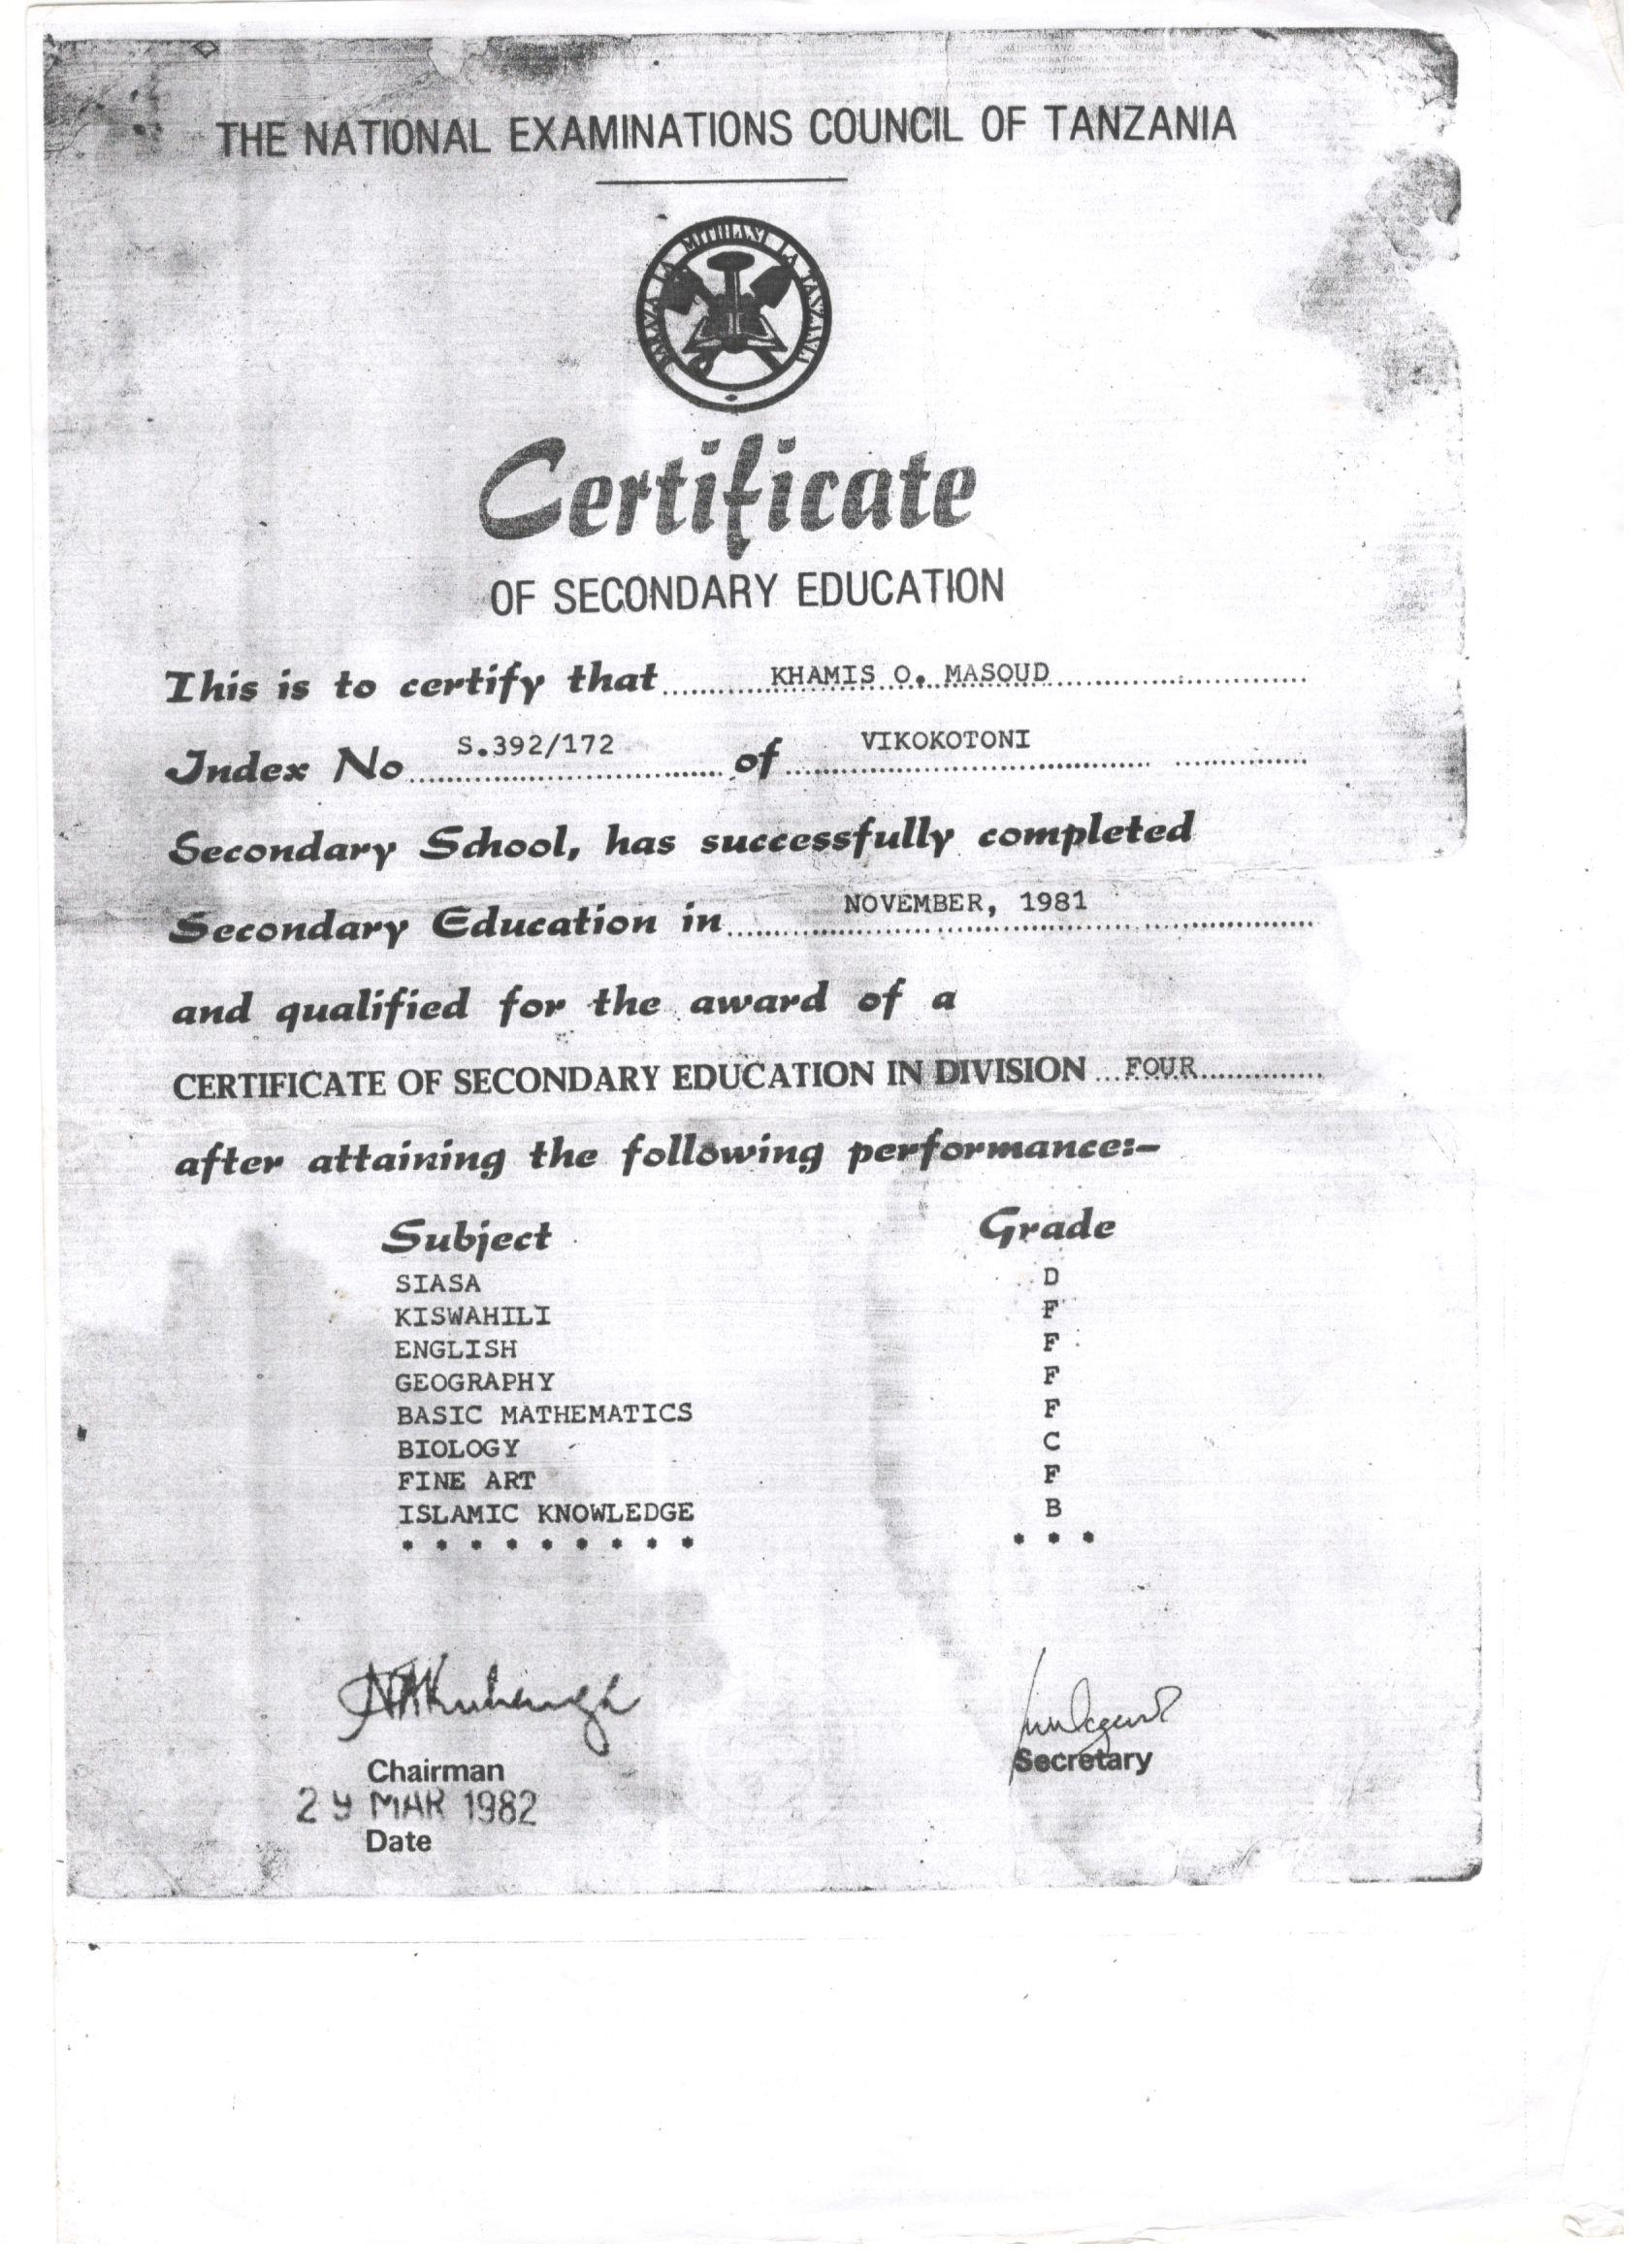 THE NATIONAL EXAMINATIONS COUNCIL OF TANZANIA
BARAZA LA MITIHANI LA TANZANIA
Certificate
OF SECONDARY EDUCATION
This is to certify that KHAMIS O. MASOUD
Index No S.392/172 of VIKOKOTONI
Secondary School, has successfully completed
Secondary Education in NOVEMBER, 1981
and qualified for the award of a
CERTIFICATE OF SECONDARY EDUCATION IN DIVISION FOUR
after attaining the following performance:-
Subject Grade
SIASA D
KISWAHILI F
ENGLISH F
GEOGRAPHY F
BASIC MATHEMATICS F
BIOLOGY C
FINE ART F
ISLAMIC KNOWLEDGE B
* * * * * * * * * * * *
Chairman Secretary
29 MAR 1982
Date